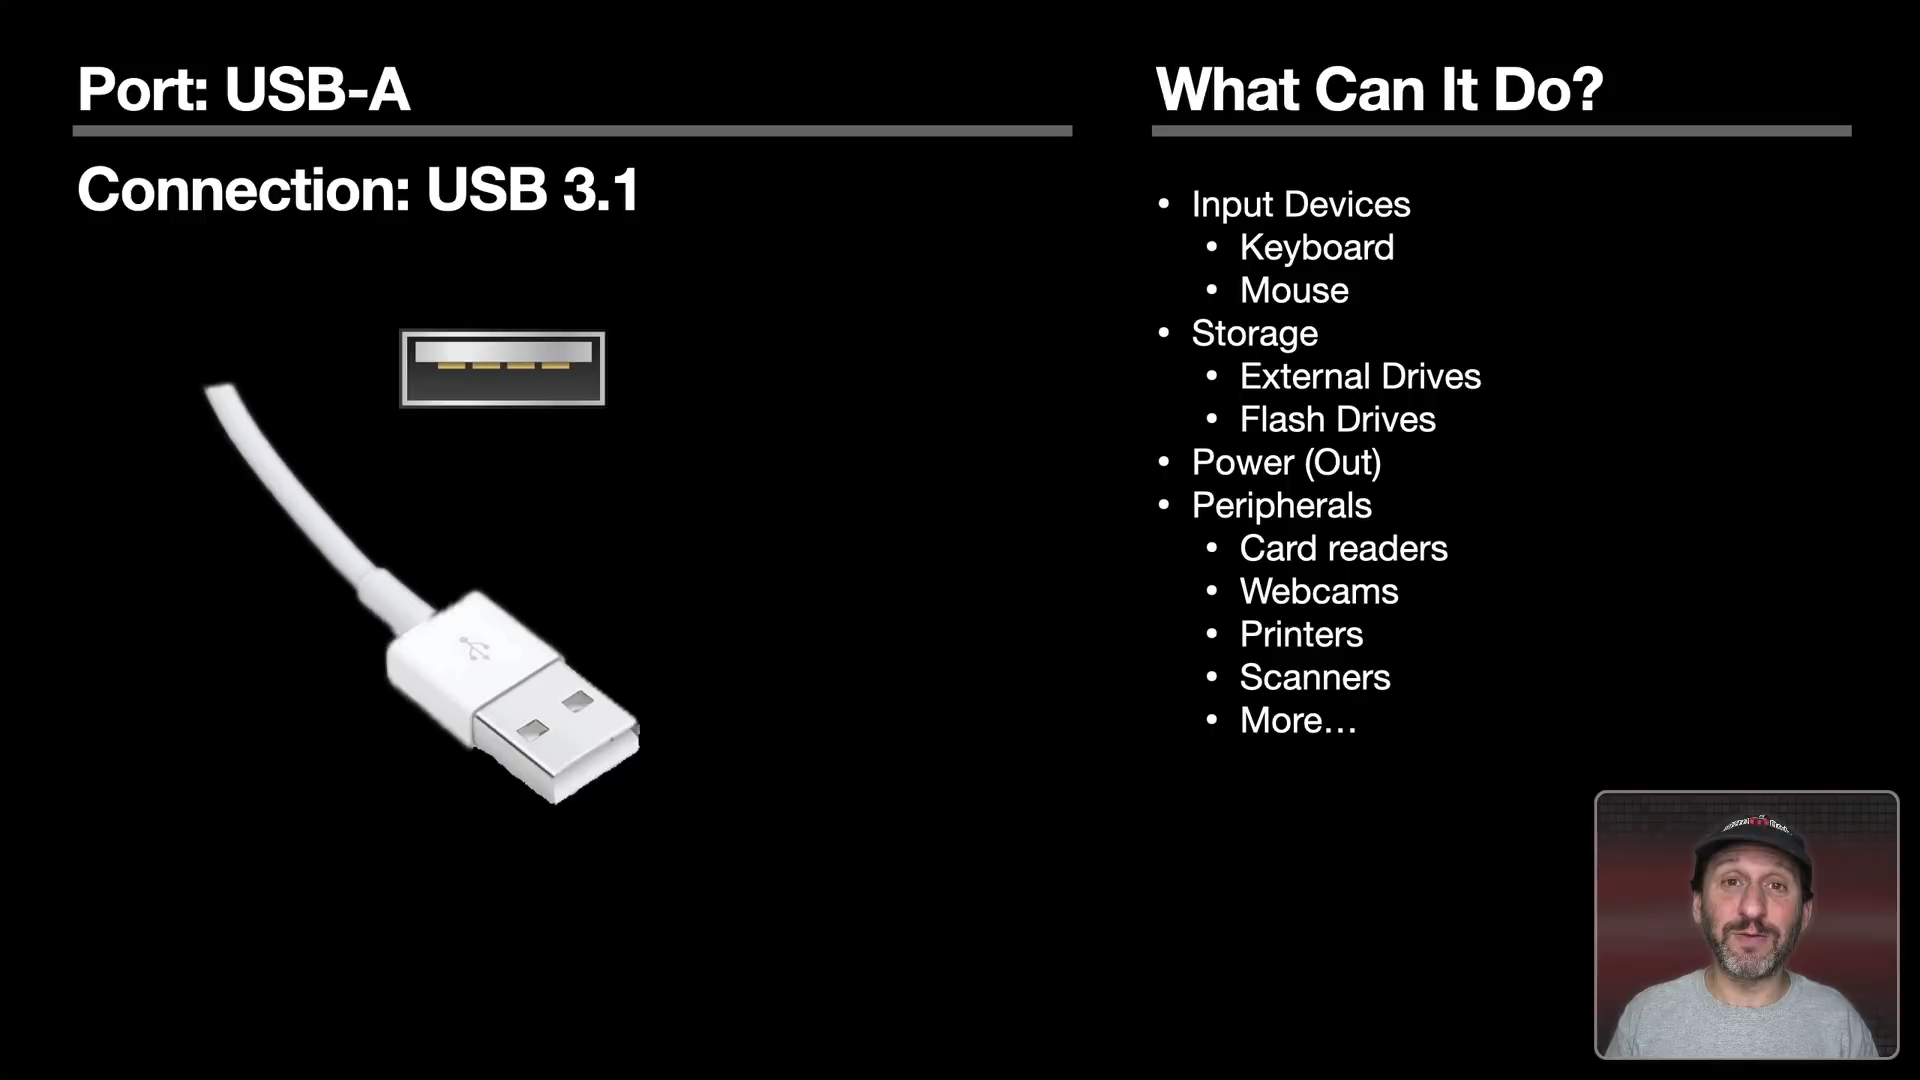 Port: USB-A
Connection: USB 3.1
What Can It Do?
• Input Devices
• Keyboard
• Mouse
• Storage
• External Drives
• Flash Drives
• Power (Out)
• Peripherals
• Card readers
• Webcams
• Printers
• Scanners
• More…